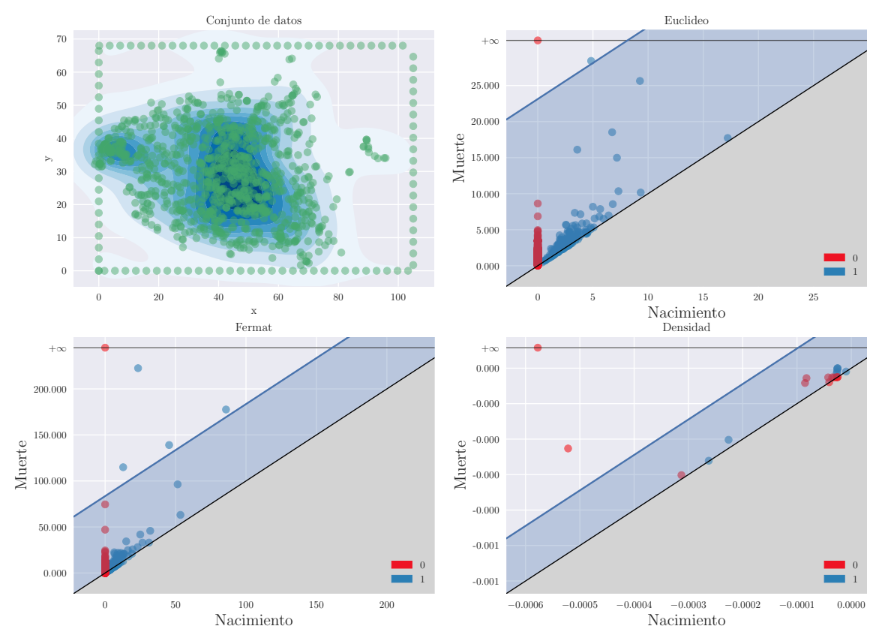 Conjunto de datos
70
60
50
40
30
20
10
0
y
0 20 40 60 80 100
x
Euclideo
+∞
25.000
20.000
15.000
10.000
5.000
0.000
Muerte
0
1
0 5 10 15 20 25
Nacimiento
Fermat
+∞
200.000
150.000
100.000
50.000
0.000
Muerte
0
1
0 50 100 150 200
Nacimiento
Densidad
+∞
0.000
-0.000
-0.000
-0.000
-0.000
-0.001
-0.001
Muerte
0
1
−0.0006 −0.0005 −0.0004 −0.0003 −0.0002 −0.0001 0.0000
Nacimiento